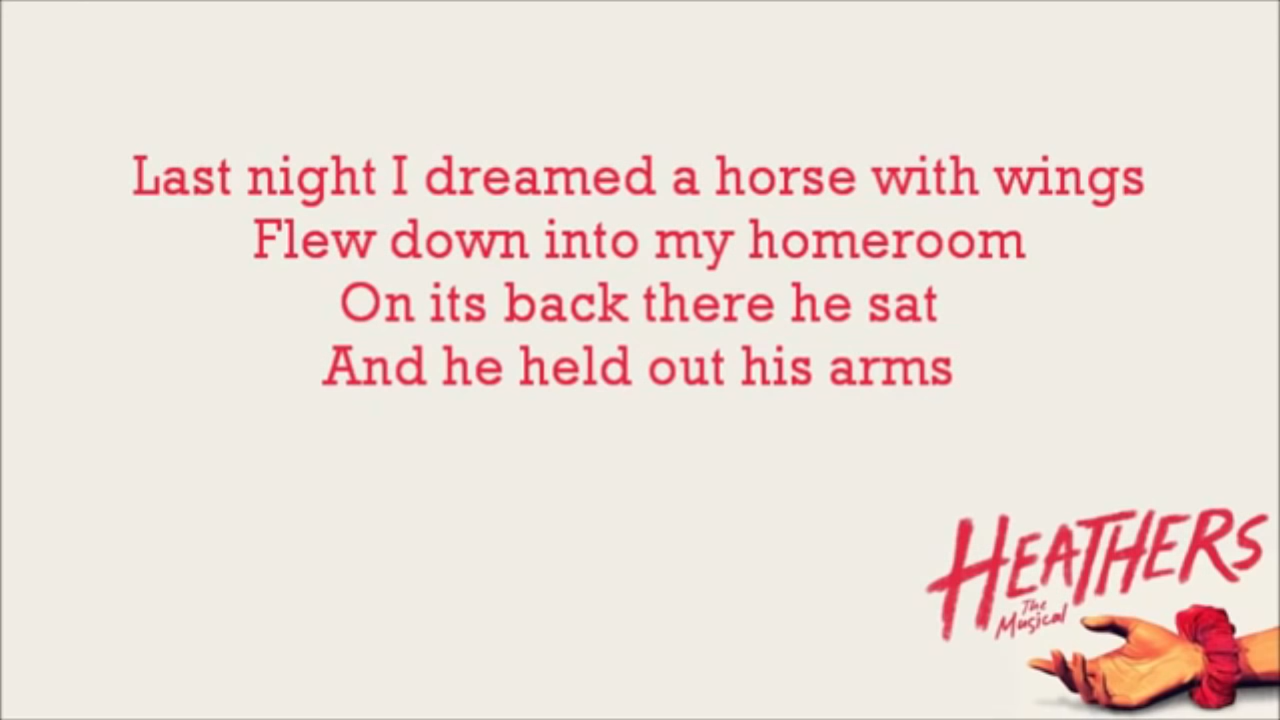 Last night I dreamed a horse with wings
Flew down into my homeroom
On its back there he sat
And he held out his arms
HEATHERS
The
Musical